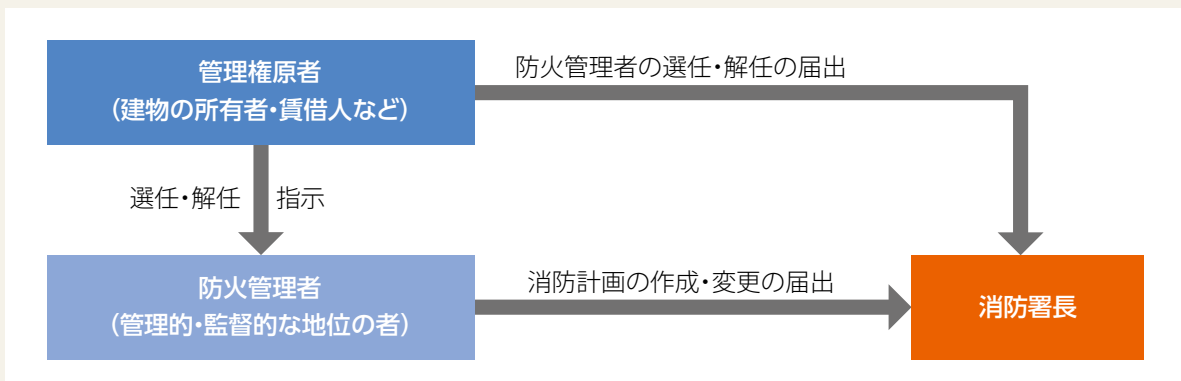 管理権原者
（建物の所有者・賃借人など）
防火管理者の選任・解任の届出
選任・解任
指示
防火管理者
（管理的・監督的な地位の者）
消防計画の作成・変更の届出
消防署長